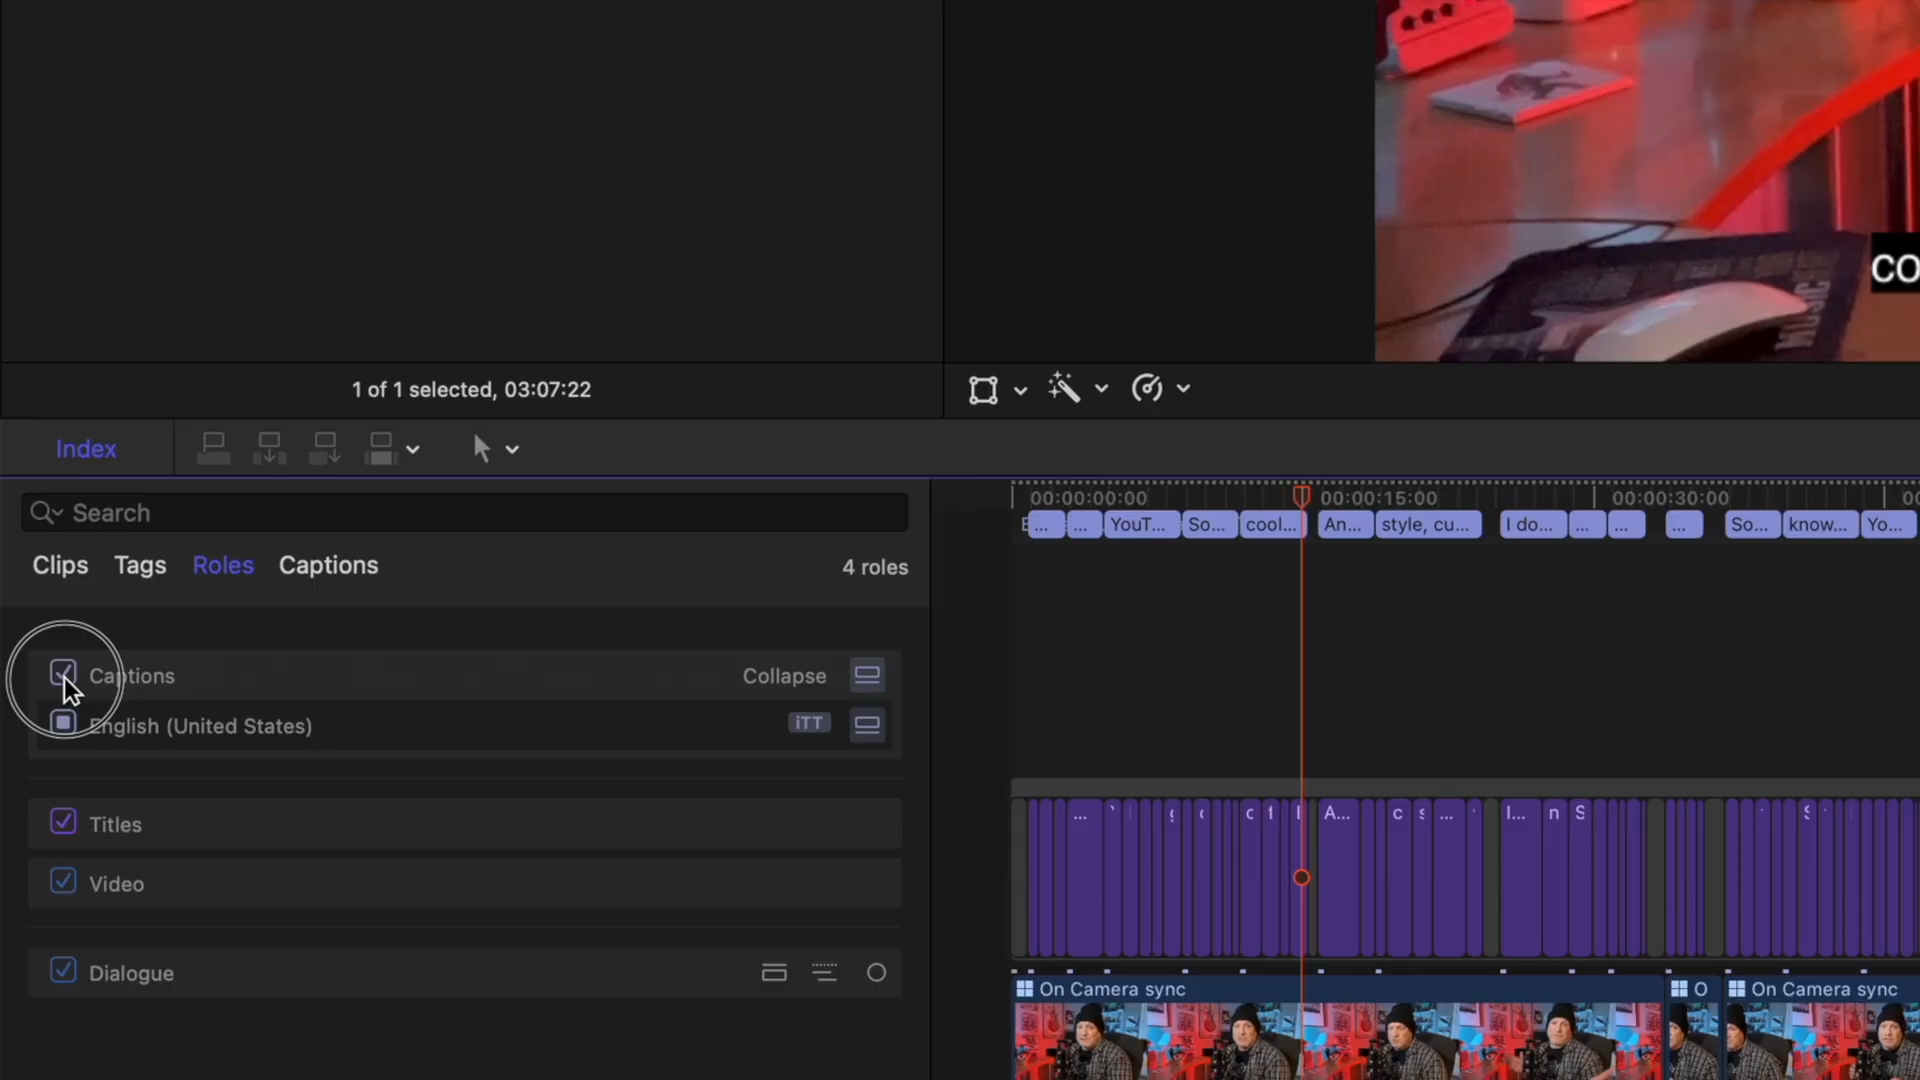 MUSIC
CO
1 of 1 selected, 03:07:22
Index
Search
00:00:00:00
00:00:15:00
00:00:30:00
... ... YouT... So... cool... An... style, cu... I do... ... ... ... So... know... Yo...
Clips Tags Roles Captions 4 roles
Captions Collapse
English (United States) iTT
Titles
... A... c s ... I... n S
Video
Dialogue
On Camera sync
O
On Camera sync